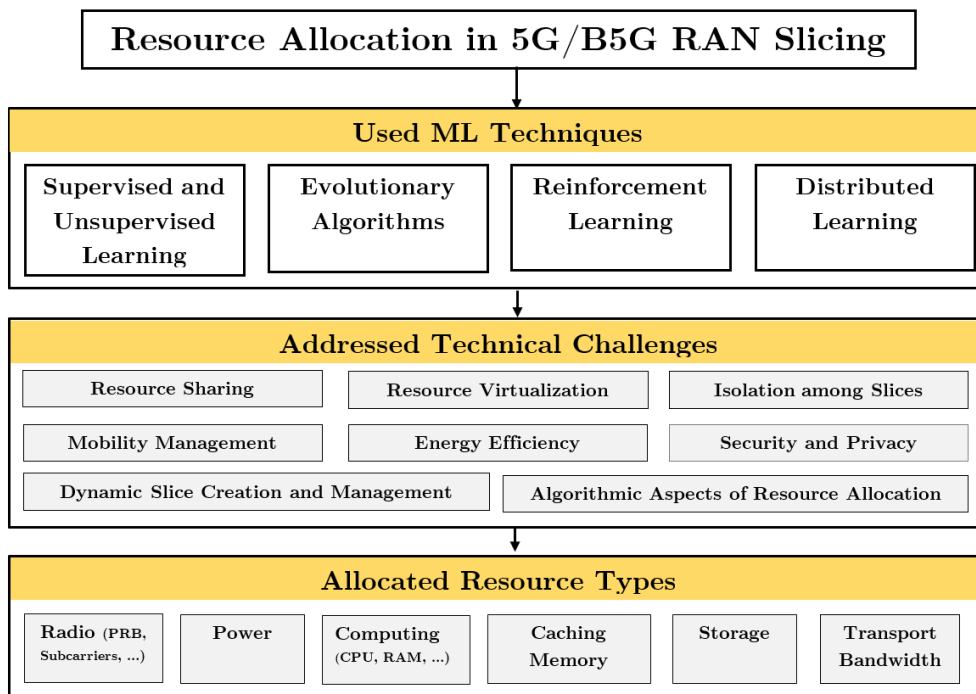 Resource Allocation in 5G/B5G RAN Slicing
Used ML Techniques
Supervised and
Unsupervised
Learning
Evolutionary
Algorithms
Reinforcement
Learning
Distributed
Learning
Addressed Technical Challenges
Resource Sharing
Resource Virtualization
Isolation among Slices
Mobility Management
Energy Efficiency
Security and Privacy
Dynamic Slice Creation and Management
Algorithmic Aspects of Resource Allocation
Allocated Resource Types
Radio (PRB,
Subcarriers, ...)
Power
Computing
(CPU, RAM, ...)
Caching
Memory
Storage
Transport
Bandwidth